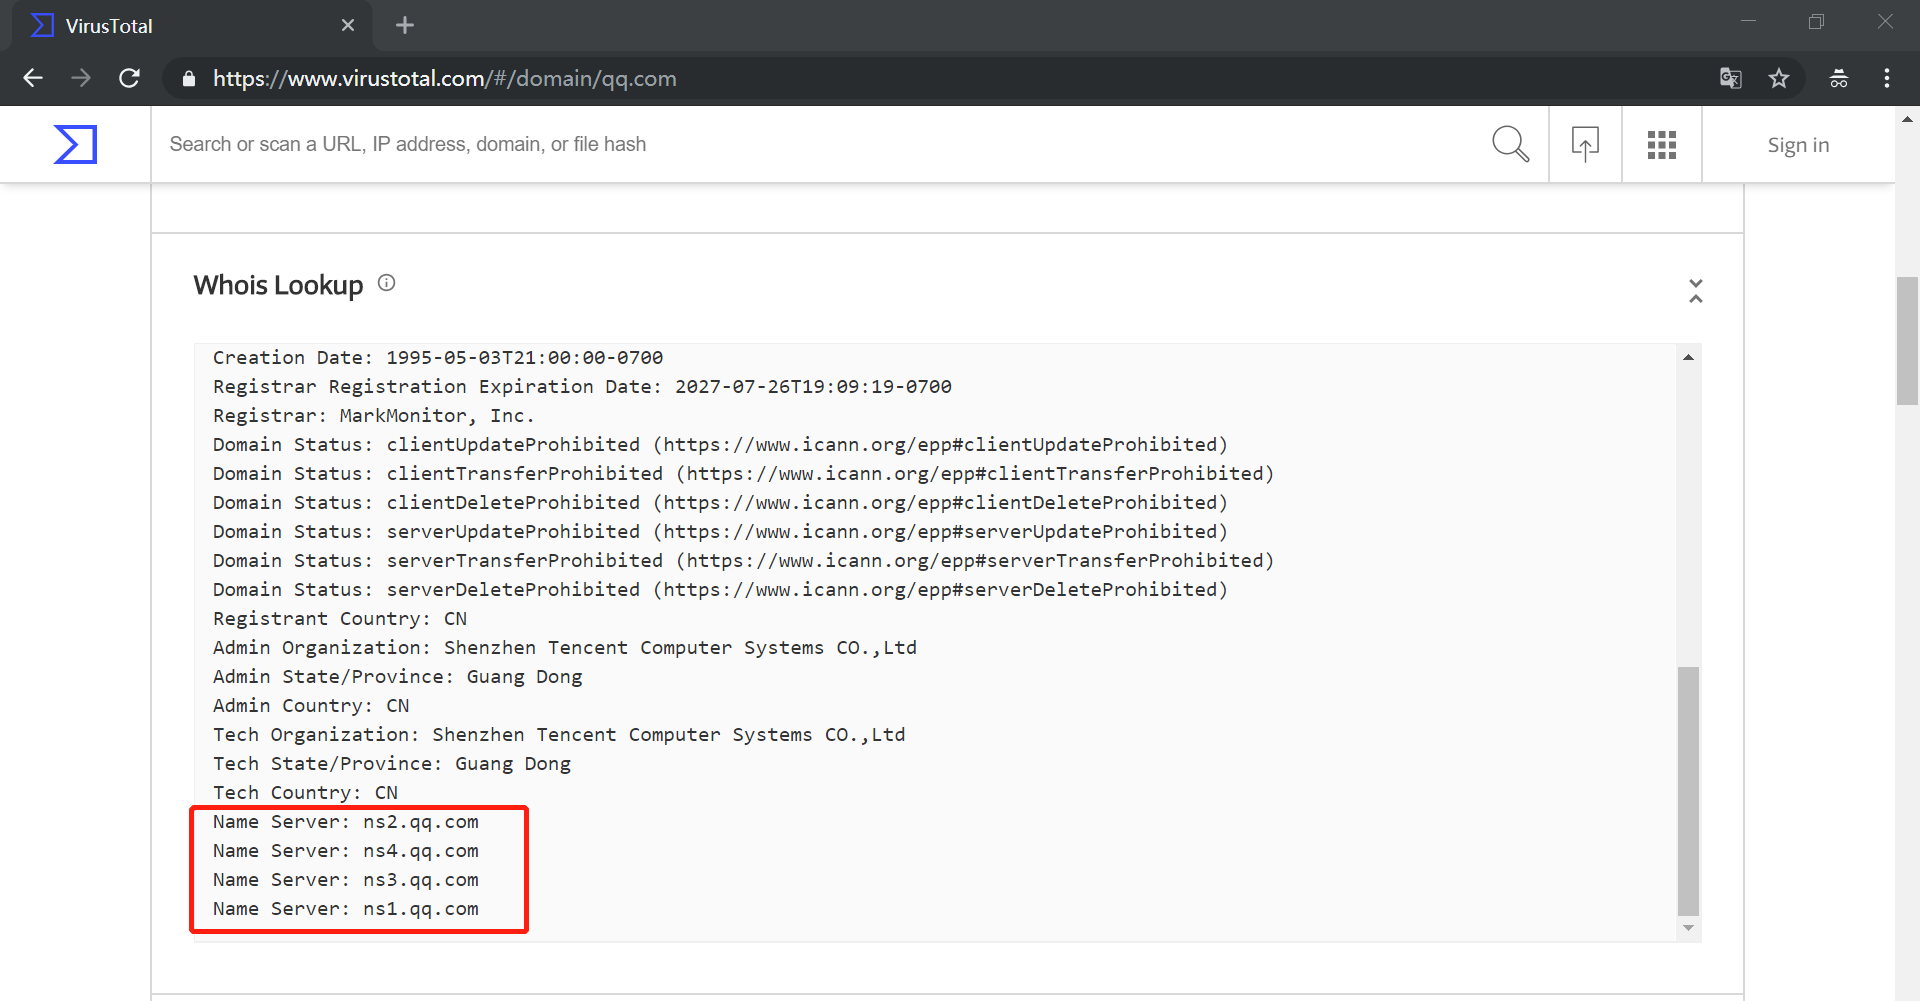 VirusTotal
https://www.virustotal.com/#/domain/qq.com
Search or scan a URL, IP address, domain, or file hash
Sign in
Whois Lookup
Creation Date: 1995-05-03T21:00:00-0700
Registrar Registration Expiration Date: 2027-07-26T19:09:19-0700
Registrar: MarkMonitor, Inc.
Domain Status: clientUpdateProhibited (https://www.icann.org/epp#clientUpdateProhibited)
Domain Status: clientTransferProhibited (https://www.icann.org/epp#clientTransferProhibited)
Domain Status: clientDeleteProhibited (https://www.icann.org/epp#clientDeleteProhibited)
Domain Status: serverUpdateProhibited (https://www.icann.org/epp#serverUpdateProhibited)
Domain Status: serverTransferProhibited (https://www.icann.org/epp#serverTransferProhibited)
Domain Status: serverDeleteProhibited (https://www.icann.org/epp#serverDeleteProhibited)
Registrant Country: CN
Admin Organization: Shenzhen Tencent Computer Systems CO.,Ltd
Admin State/Province: Guang Dong
Admin Country: CN
Tech Organization: Shenzhen Tencent Computer Systems CO.,Ltd
Tech State/Province: Guang Dong
Tech Country: CN
Name Server: ns2.qq.com
Name Server: ns4.qq.com
Name Server: ns3.qq.com
Name Server: ns1.qq.com